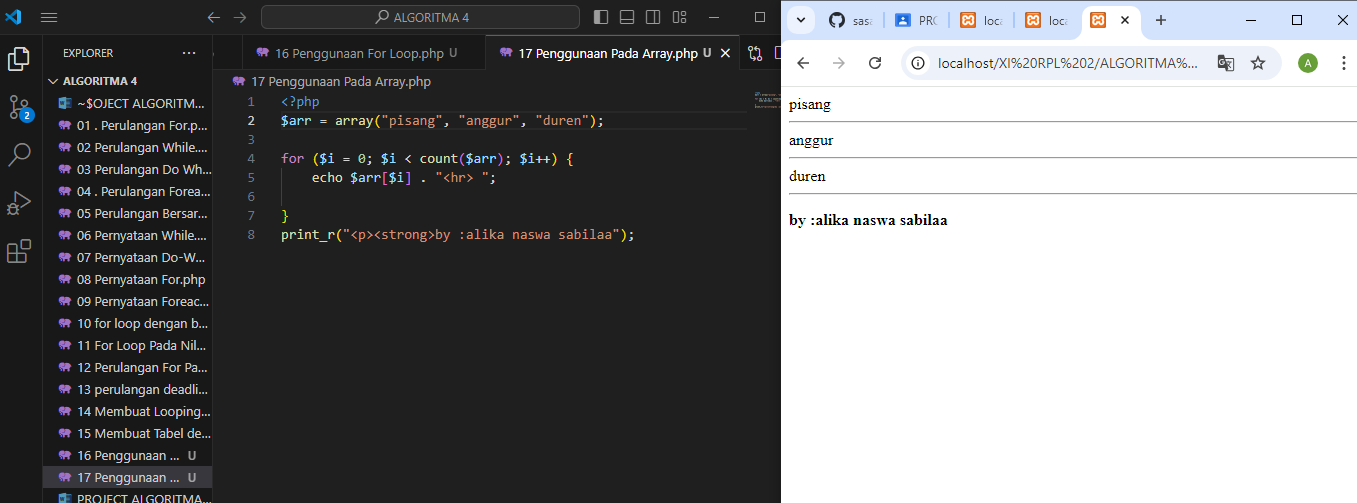 ALGORITMA 4
EXPLORER ...
ALGORITMA 4
~$OJECT ALGORITM...
01 . Perulangan For.p...
02 Perulangan While....
03 Perulangan Do Wh...
04 . Perulangan Forea...
05 Perulangan Bersar...
06 Pernyataan While....
07 Pernyataan Do-W...
08 Pernyataan For.php
09 Pernyataan Foreac...
10 for loop dengan b...
11 For Loop Pada Nil...
12 Perulangan For Pa...
13 perulangan deadli...
14 Membuat Looping...
15 Membuat Tabel de...
16 Penggunaan ... U
17 Penggunaan ... U
PROJECT ALGORITMA...
2
16 Penggunaan For Loop.php U
17 Penggunaan Pada Array.php U
17 Penggunaan Pada Array.php
1 <?php
2 $arr = array("pisang", "anggur", "duren");
3
4 for ($i = 0; $i < count($arr); $i++) {
5 echo $arr[$i] . "<hr> ";
6
7 }
8 print_r("<p><strong>by :alika naswa sabilaa");
sasa
PRO
loca
loca
localhost/XI%20RPL%202/ALGORITMA%...
A
pisang
anggur
duren
by :alika naswa sabilaa